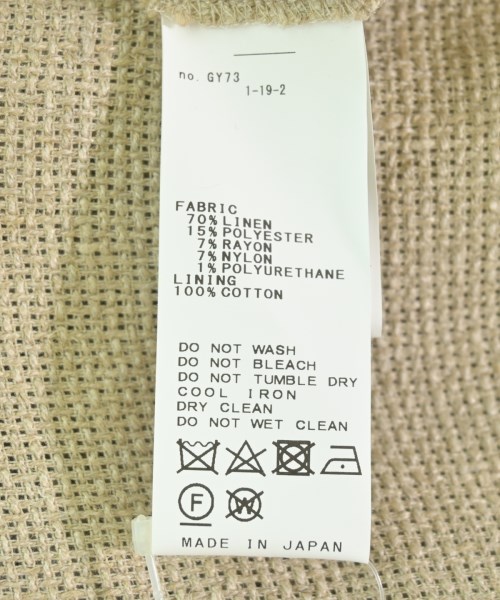 no. GY73
1-19-2
FABRIC
70% LINEN
15% POLYESTER
7% RAYON
7% NYLON
1% POLYURETHANE
LINING
100% COTTON
DO NOT WASH
DO NOT BLEACH
DO NOT TUMBLE DRY
COOL IRON
DRY CLEAN
DO NOT WET CLEAN
F W
MADE IN JAPAN